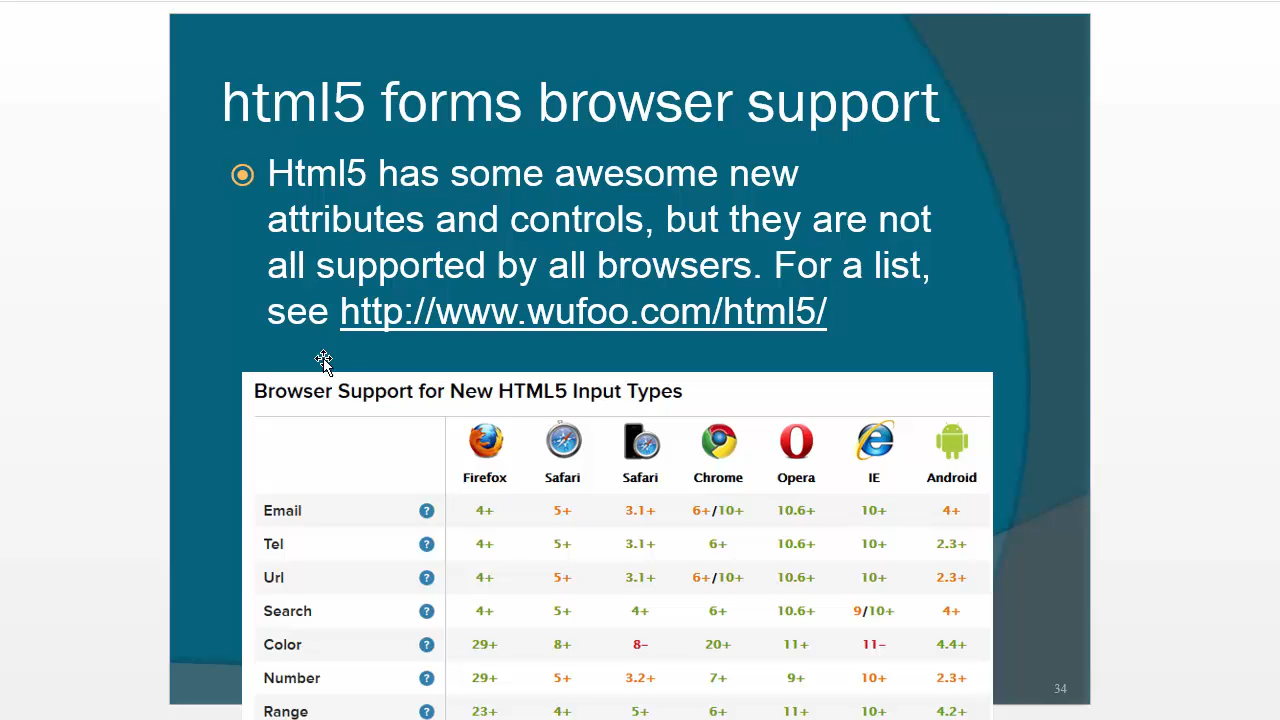 html5 forms browser support
Html5 has some awesome new
attributes and controls, but they are not
all supported by all browsers. For a list,
see http://www.wufoo.com/html5/
Browser Support for New HTML5 Input Types
Firefox Safari Safari Chrome Opera IE Android
Email ? 4+ 5+ 3.1+ 6+/10+ 10.6+ 10+ 4+
Tel ? 4+ 5+ 3.1+ 6+ 10.6+ 10+ 2.3+
Url ? 4+ 5+ 3.1+ 6+/10+ 10.6+ 10+ 2.3+
Search ? 4+ 5+ 4+ 6+ 10.6+ 9/10+ 4+
Color ? 29+ 8+ 8− 20+ 11+ 11− 4.4+
Number ? 29+ 5+ 3.2+ 7+ 9+ 10+ 2.3+
34
Range ? 23+ 4+ 5+ 6+ 11+ 10+ 4.2+